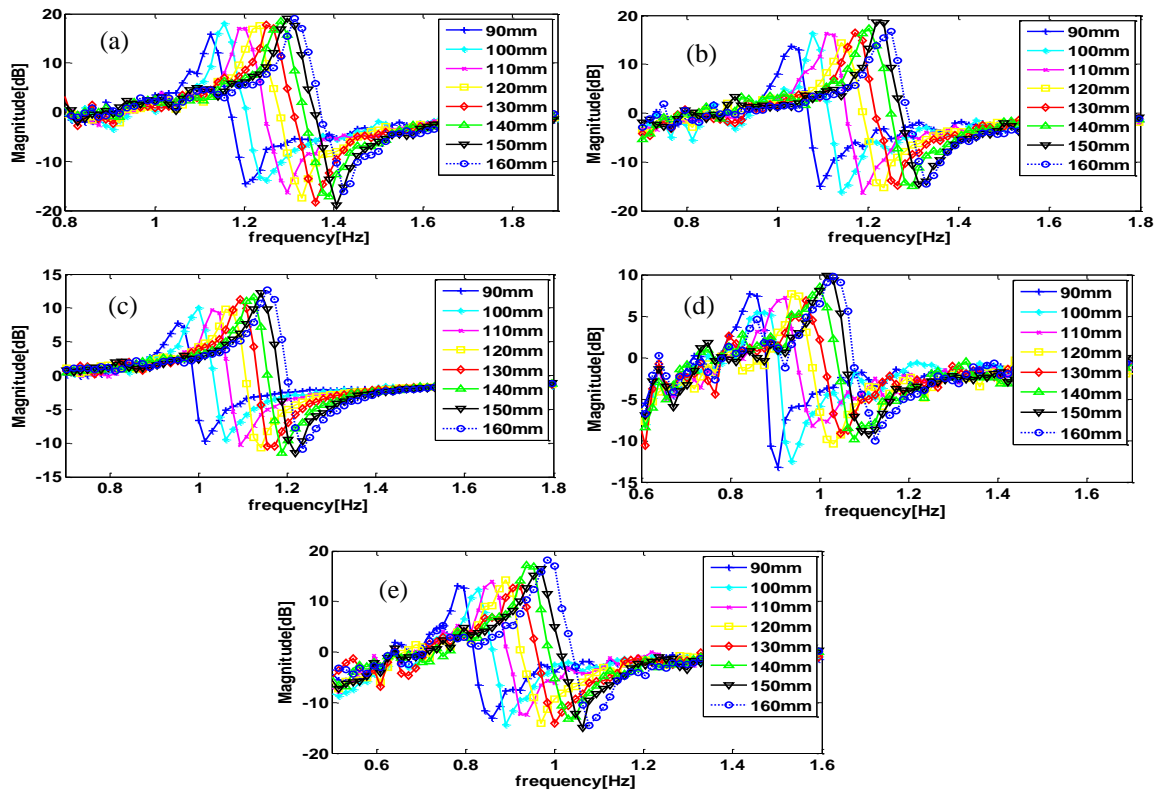 (a)
Magnitude[dB]
20
10
0
-10
-20
0.8
1
1.2
1.4
1.6
1.8
frequency[Hz]
90mm
100mm
110mm
120mm
130mm
140mm
150mm
160mm
(b)
Magnitude[dB]
20
10
0
-10
-20
0.8
1
1.2
1.4
1.6
1.8
frequency[Hz]
90mm
100mm
110mm
120mm
130mm
140mm
150mm
160mm
(c)
Magnitude[dB]
15
10
5
0
-5
-10
-15
0.8
1
1.2
1.4
1.6
1.8
frequency[Hz]
90mm
100mm
110mm
120mm
130mm
140mm
150mm
160mm
(d)
Magnitude[dB]
10
5
0
-5
-10
-15
0.6
0.8
1
1.2
1.4
1.6
frequency[Hz]
90mm
100mm
110mm
120mm
130mm
140mm
150mm
160mm
(e)
Magnitude[dB]
20
10
0
-10
-20
0.6
0.8
1
1.2
1.4
1.6
frequency[Hz]
90mm
100mm
110mm
120mm
130mm
140mm
150mm
160mm